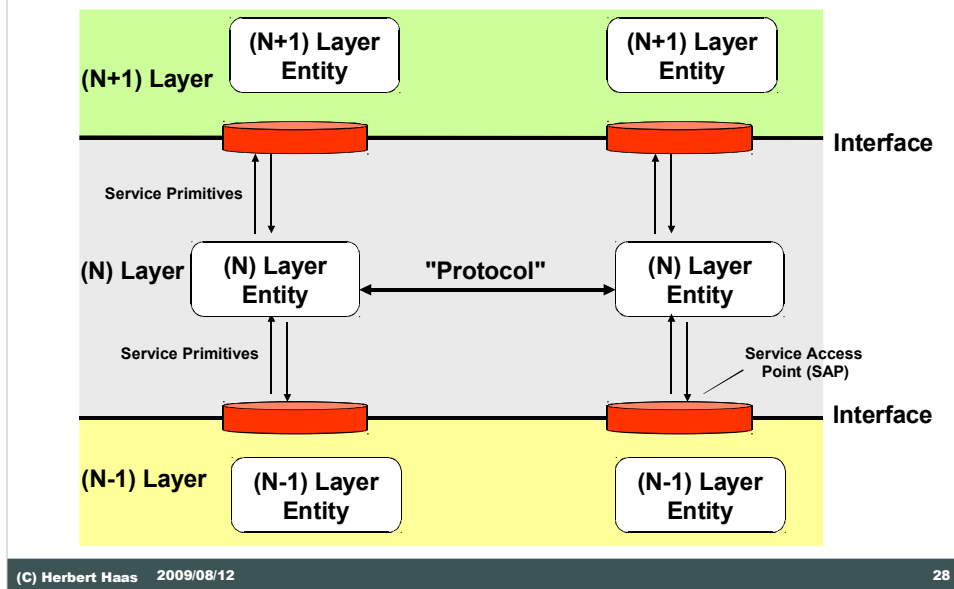 (N+1) Layer
(N+1) Layer
Entity
(N+1) Layer
Entity
Interface
Service Primitives
(N) Layer
(N) Layer
Entity
"Protocol"
(N) Layer
Entity
Service Primitives
Service Access
Point (SAP)
Interface
(N-1) Layer
(N-1) Layer
Entity
(N-1) Layer
Entity
(C) Herbert Haas 2009/08/12
28